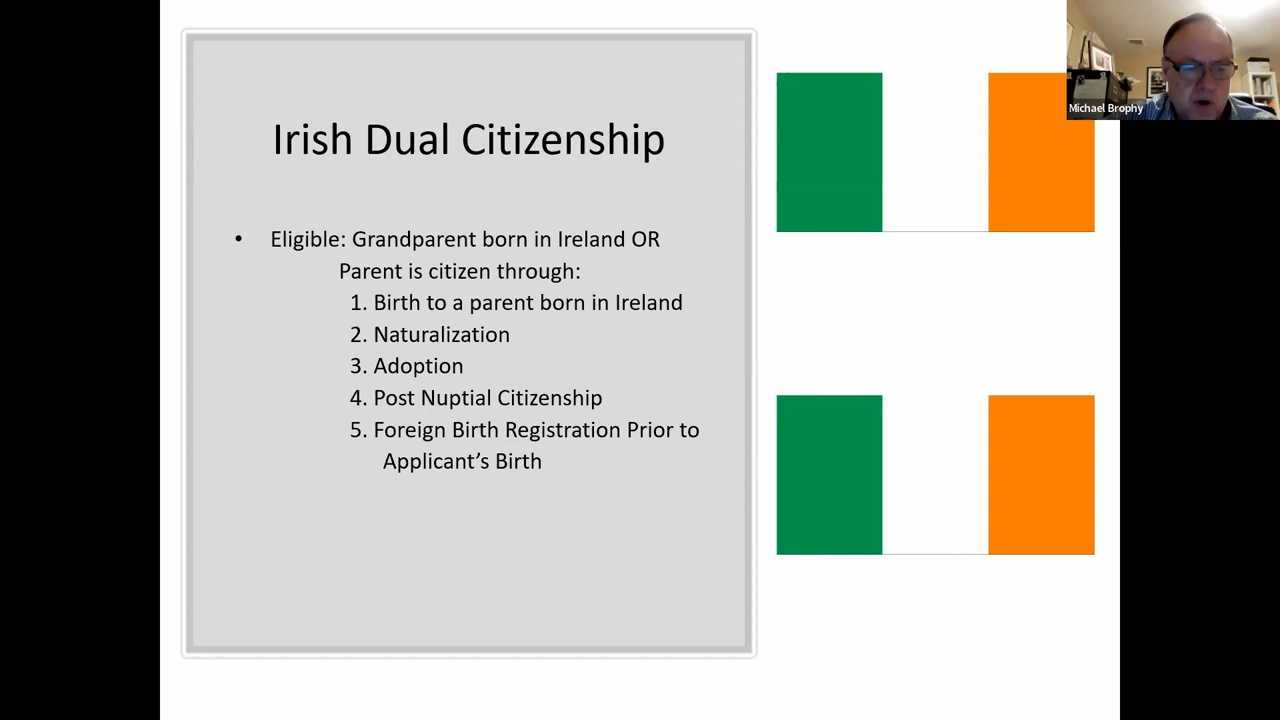 Irish Dual Citizenship
• Eligible: Grandparent born in Ireland OR
Parent is citizen through:
1. Birth to a parent born in Ireland
2. Naturalization
3. Adoption
4. Post Nuptial Citizenship
5. Foreign Birth Registration Prior to
Applicant’s Birth
Michael Brophy